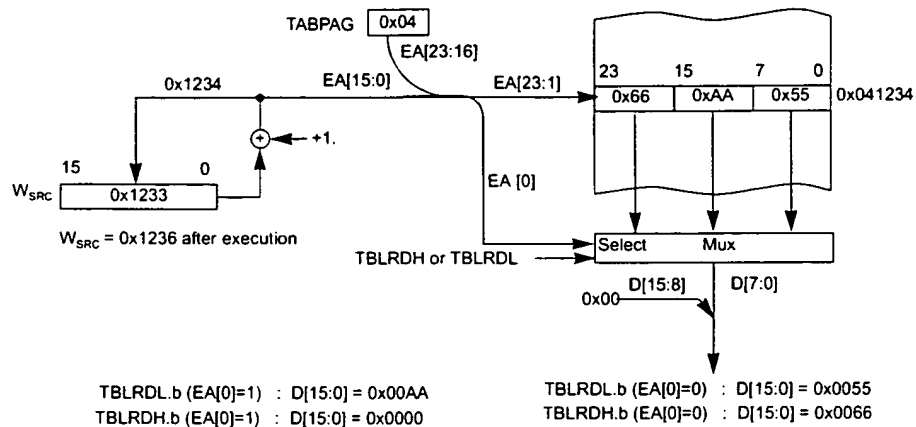 TABPAG 0x04
EA[23:16]
0x1234
EA[15:0]
EA[23:1]
23 15 7 0
0x66 0xAA 0x55 0x041234
+
+1.
15 0
WSRC 0x1233
EA [0]
WSRC = 0x1236 after execution
Select Mux
TBLRDH or TBLRDL
0x00 D[15:8] D[7:0]
TBLRDL.b (EA[0]=1) : D[15:0] = 0x00AA
TBLRDH.b (EA[0]=1) : D[15:0] = 0x0000
TBLRDL.b (EA[0]=0) : D[15:0] = 0x0055
TBLRDH.b (EA[0]=0) : D[15:0] = 0x0066